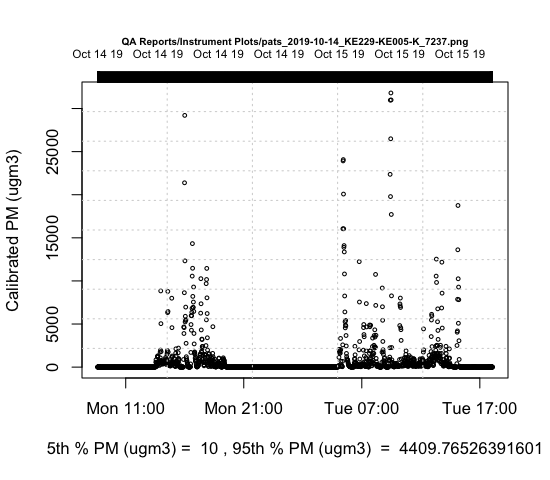 QA Reports/Instrument Plots/pats_2019-10-14_KE229-KE005-K_7237.png
Oct 14 19 Oct 14 19 Oct 14 19 Oct 14 19 Oct 15 19 Oct 15 19 Oct 15 19
Calibrated PM (ugm3)
25000
15000
5000
0
Mon 11:00 Mon 21:00 Tue 07:00 Tue 17:00
5th % PM (ugm3) = 10 , 95th % PM (ugm3) = 4409.76526391601